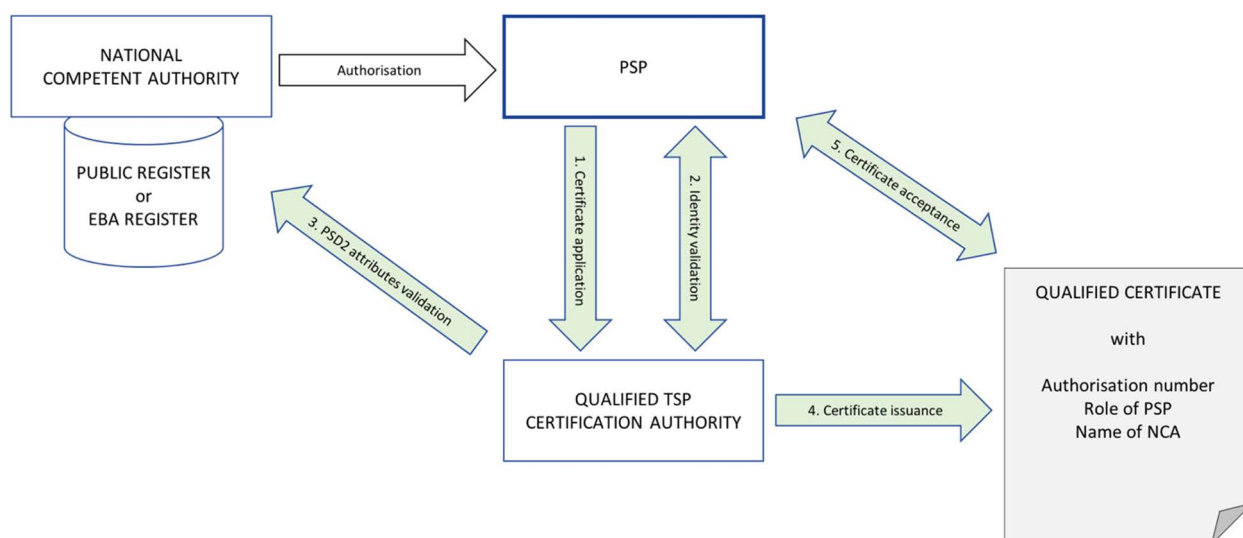 NATIONAL
COMPETENT AUTHORITY
Authorisation
PSP
PUBLIC REGISTER
or
EBA REGISTER
3. PSD2 attributes validation
1. Certificate application
2. Identity validation
5. Certificate acceptance
QUALIFIED TSP
CERTIFICATION AUTHORITY
4. Certificate issuance
QUALIFIED CERTIFICATE
with
Authorisation number
Role of PSP
Name of NCA